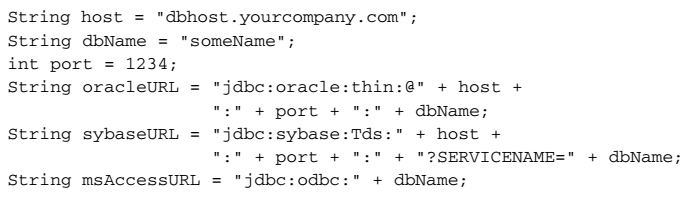 String host = "dbhost.yourcompany.com";
String dbName = "someName";
int port = 1234;
String oracleURL = "jdbc:oracle:thin:@" + host +
                   ":" + port + ":" + dbName;
String sybaseURL = "jdbc:sybase:Tds:" + host +
                   ":" + port + ":" + "?SERVICENAME=" + dbName;
String msAccessURL = "jdbc:odbc:" + dbName;